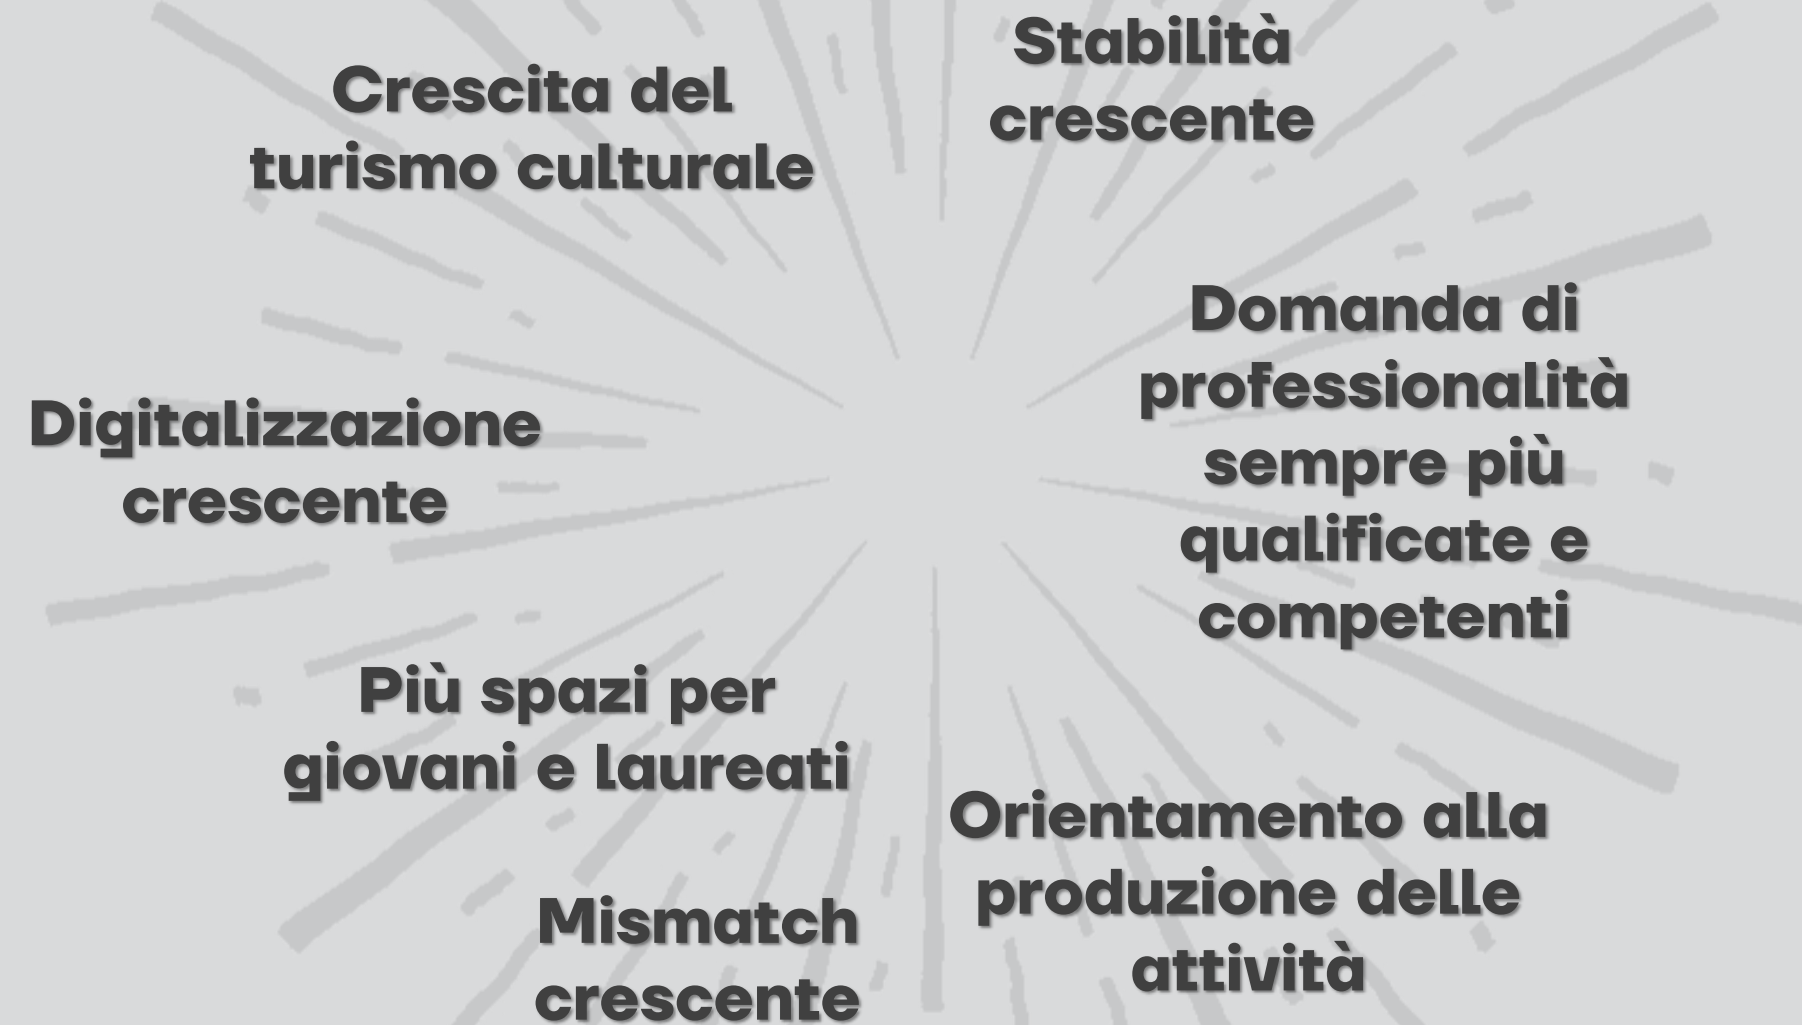 Crescita del
turismo culturale
Stabilità
crescente
Domanda di
professionalità
sempre più
qualificate e
competenti
Digitalizzazione
crescente
Più spazi per
giovani e laureati
Orientamento alla
produzione delle
attività
Mismatch
crescente